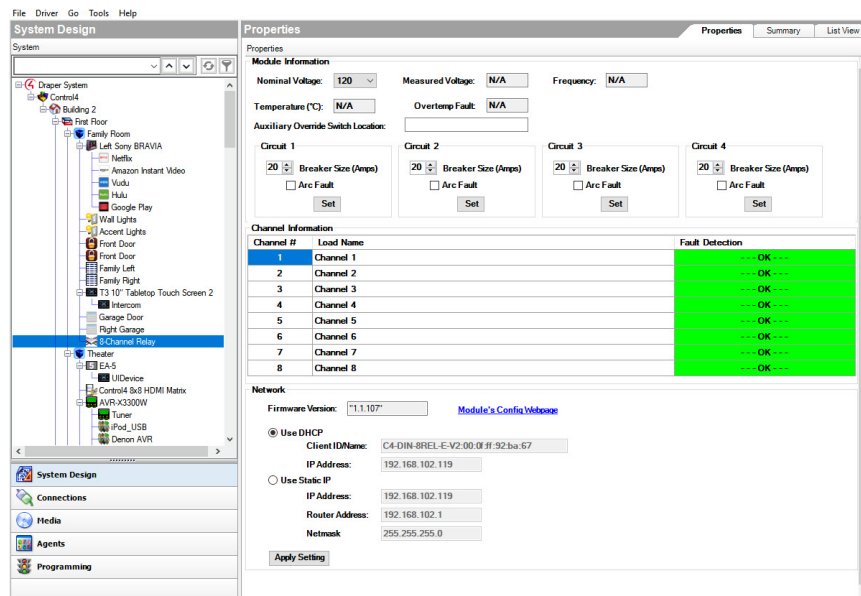 File Driver Go Tools Help
System Design
System
Draper System
Control4
Building 2
First Floor
Family Room
Left Sony BRAVIA
Netflix
Amazon Instant Video
Vudu
Hulu
Google Play
Wall Lights
Accent Lights
Front Door
Front Door
Family Left
Family Right
T3 10" Tabletop Touch Screen 2
Intercom
Garage Door
Right Garage
8-Channel Relay
Theater
EA-5
UIDevice
Control4 8x8 HDMI Matrix
AVR-X3300W
Tuner
iPod_USB
Denon AVR
System Design
Connections
Media
Agents
Programming
Properties
Properties Summary List View
Properties
Module Information
Nominal Voltage: 120 Measured Voltage: N/A Frequency: N/A
Temperature (°C): N/A Overtemp Fault: N/A
Auxiliary Override Switch Location:
Circuit 1 Circuit 2 Circuit 3 Circuit 4
20 Breaker Size (Amps) 20 Breaker Size (Amps) 20 Breaker Size (Amps) 20 Breaker Size (Amps)
Arc Fault Arc Fault Arc Fault Arc Fault
Set Set Set Set
Channel Information
Channel # Load Name Fault Detection
1 Channel 1 - - - OK - - -
2 Channel 2 - - - OK - - -
3 Channel 3 - - - OK - - -
4 Channel 4 - - - OK - - -
5 Channel 5 - - - OK - - -
6 Channel 6 - - - OK - - -
7 Channel 7 - - - OK - - -
8 Channel 8 - - - OK - - -
Network
Firmware Version: "1.1.107" Module's Config Webpage
Use DHCP
Client ID/Name: C4-DIN-8REL-E-V2:00:0f:ff:92:ba:67
IP Address: 192.168.102.119
Use Static IP
IP Address: 192.168.102.119
Router Address: 192.168.102.1
Netmask 255.255.255.0
Apply Setting